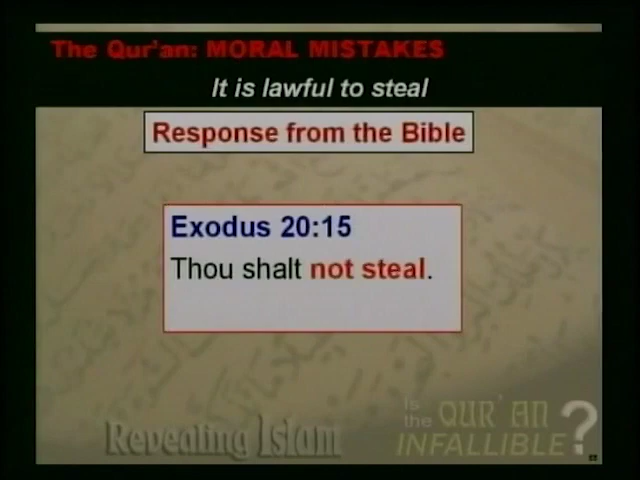 The Qur'an: MORAL MISTAKES
It is lawful to steal
Response from the Bible
Exodus 20:15
Thou shalt not steal.
Repealing Islam
Is the QUR'AN
INFALLIBLE?